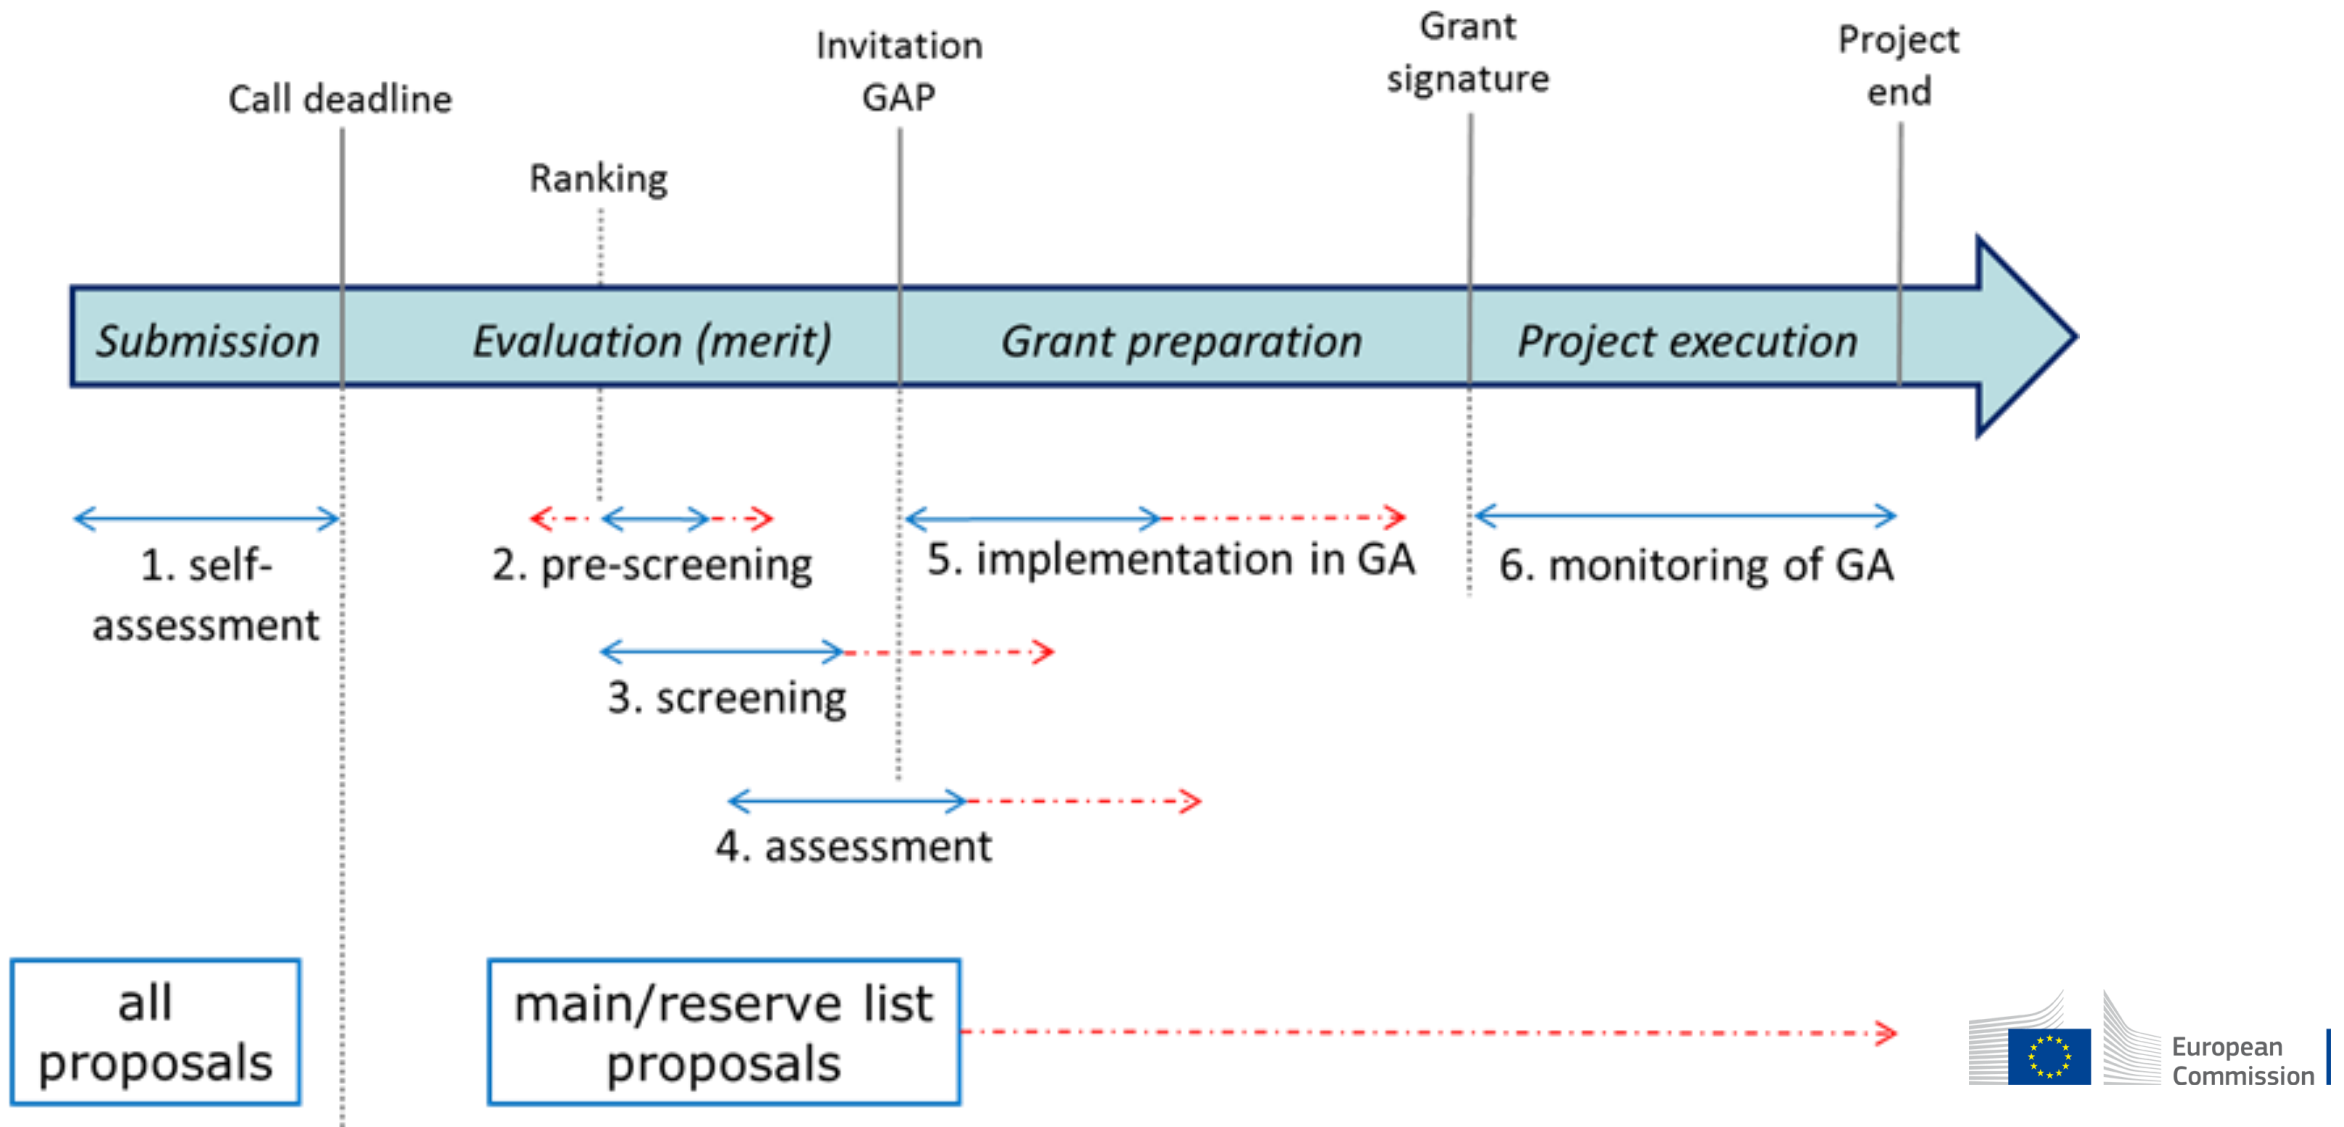 Call deadline
Ranking
Invitation
GAP
Grant
signature
Project
end
Submission
Evaluation (merit)
Grant preparation
Project execution
1. self-
assessment
2. pre-screening
5. implementation in GA
6. monitoring of GA
3. screening
4. assessment
all
proposals
main/reserve list
proposals
European
Commission